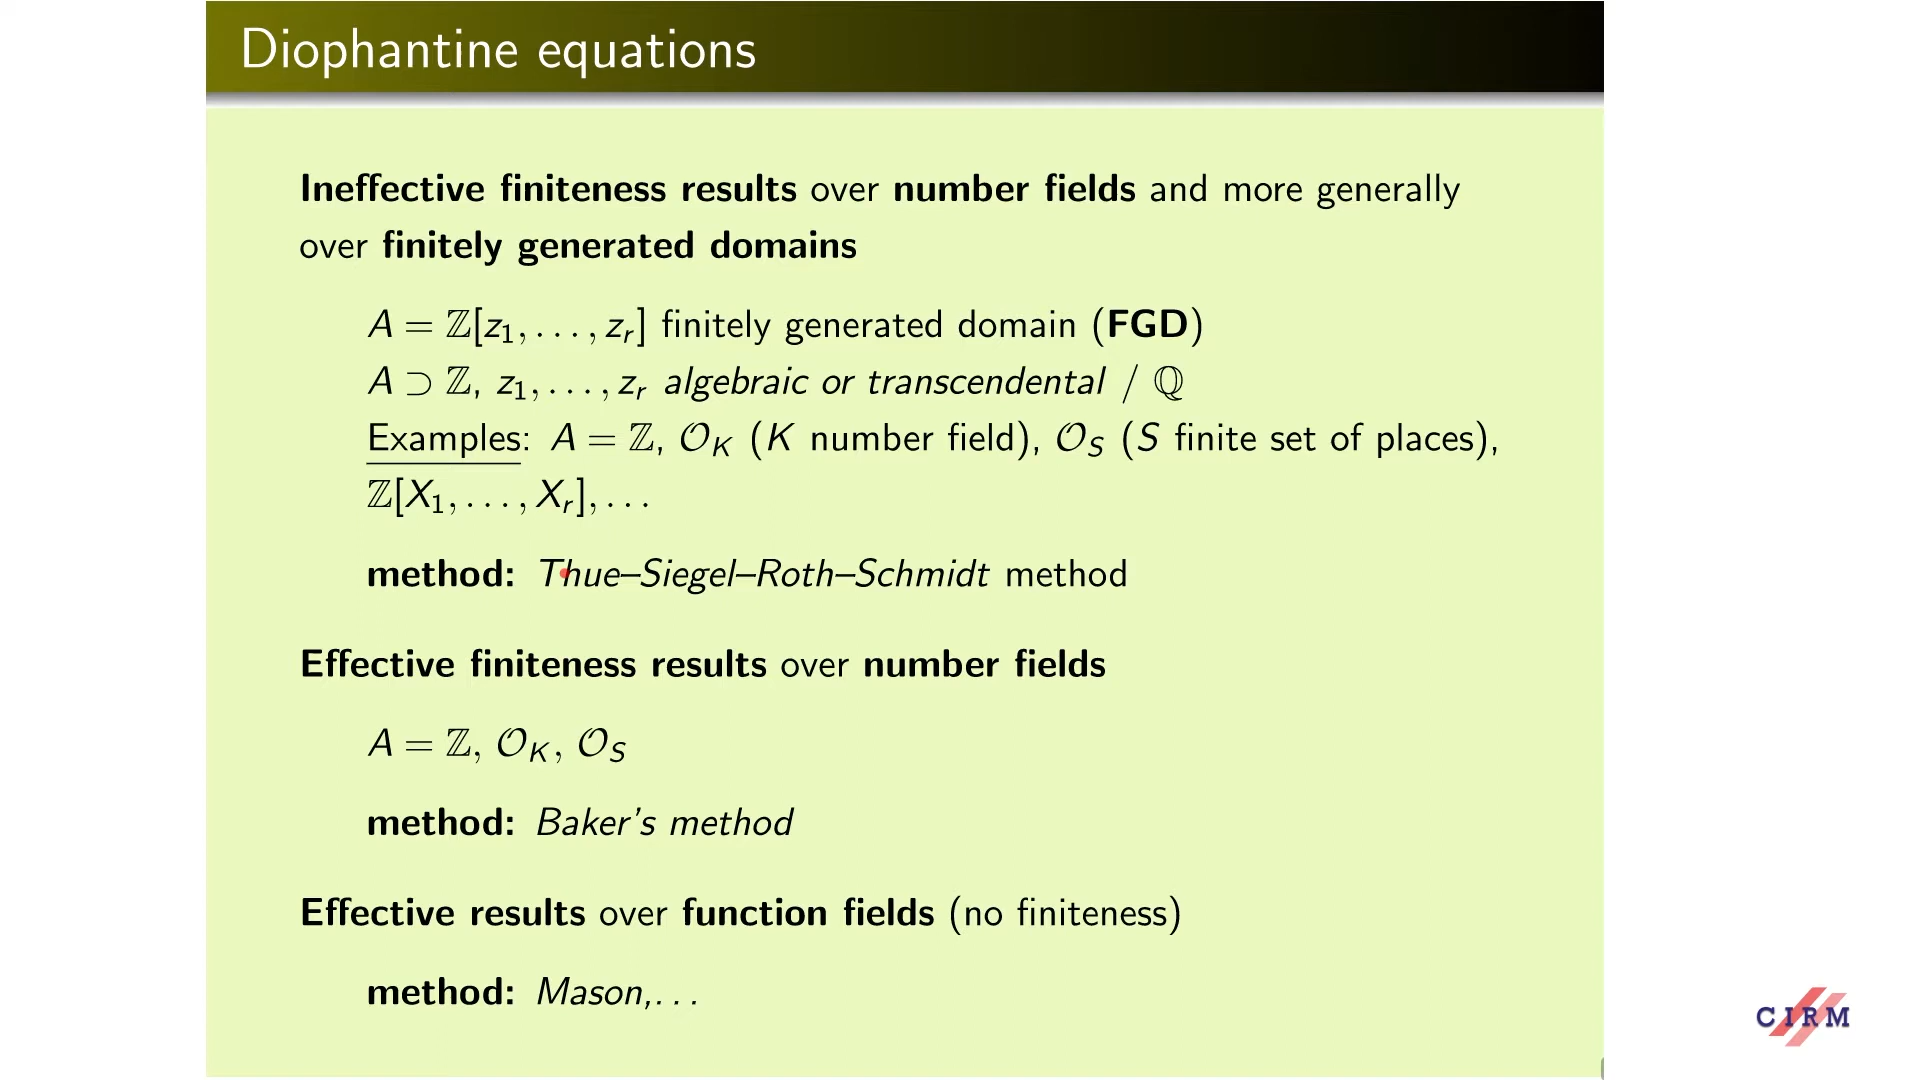 Diophantine equations
Ineffective finiteness results over number fields and more generally
over finitely generated domains
A = ℤ[z₁, . . . , zᵣ] finitely generated domain (FGD)
A ⊃ ℤ, z₁, . . . , zᵣ algebraic or transcendental / ℚ
Examples: A = ℤ, 𝒪_K (K number field), 𝒪_S (S finite set of places),
ℤ[X₁, . . . , Xᵣ], . . .
method: Thue–Siegel–Roth–Schmidt method
Effective finiteness results over number fields
A = ℤ, 𝒪_K, 𝒪_S
method: Baker's method
Effective results over function fields (no finiteness)
method: Mason,. . .
CIRM